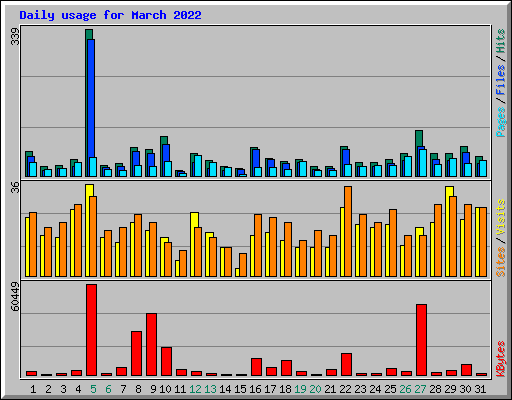 Daily usage for March 2022
339
Pages / Files / Hits
36
Sites / Visits
60449
KBytes
1 2 3 4 5 6 7 8 9 10 11 12 13 14 15 16 17 18 19 20 21 22 23 24 25 26 27 28 29 30 31